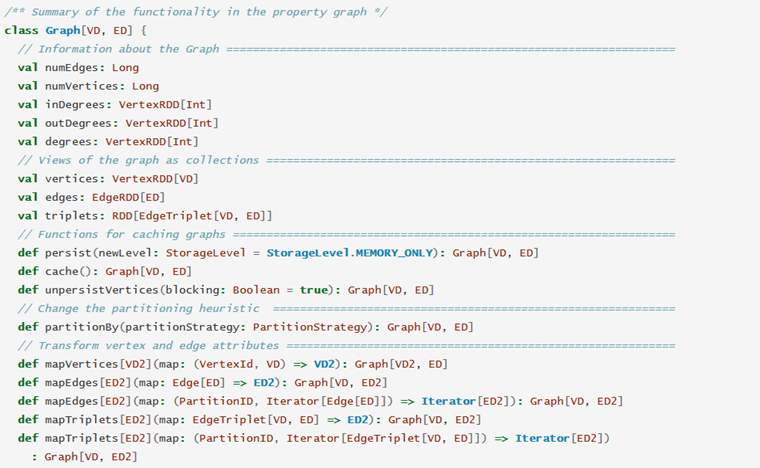 /** Summary of the functionality in the property graph */
class Graph[VD, ED] {
  // Information about the Graph ===================================================================
  val numEdges: Long
  val numVertices: Long
  val inDegrees: VertexRDD[Int]
  val outDegrees: VertexRDD[Int]
  val degrees: VertexRDD[Int]
  // Views of the graph as collections =============================================================
  val vertices: VertexRDD[VD]
  val edges: EdgeRDD[ED]
  val triplets: RDD[EdgeTriplet[VD, ED]]
  // Functions for caching graphs ==================================================================
  def persist(newLevel: StorageLevel = StorageLevel.MEMORY_ONLY): Graph[VD, ED]
  def cache(): Graph[VD, ED]
  def unpersistVertices(blocking: Boolean = true): Graph[VD, ED]
  // Change the partitioning heuristic  ============================================================
  def partitionBy(partitionStrategy: PartitionStrategy): Graph[VD, ED]
  // Transform vertex and edge attributes ==========================================================
  def mapVertices[VD2](map: (VertexId, VD) => VD2): Graph[VD2, ED]
  def mapEdges[ED2](map: Edge[ED] => ED2): Graph[VD, ED2]
  def mapEdges[ED2](map: (PartitionID, Iterator[Edge[ED]]) => Iterator[ED2]): Graph[VD, ED2]
  def mapTriplets[ED2](map: EdgeTriplet[VD, ED] => ED2): Graph[VD, ED2]
  def mapTriplets[ED2](map: (PartitionID, Iterator[EdgeTriplet[VD, ED]]) => Iterator[ED2])
    : Graph[VD, ED2]